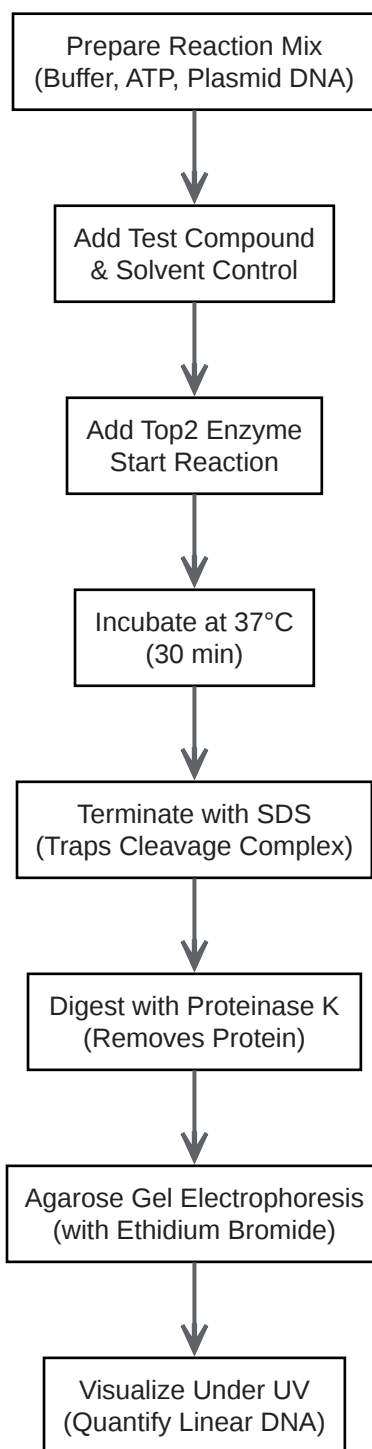 Prepare Reaction Mix
(Buffer, ATP, Plasmid DNA)
Add Test Compound
& Solvent Control
Add Top2 Enzyme
Start Reaction
Incubate at 37°C
(30 min)
Terminate with SDS
(Traps Cleavage Complex)
Digest with Proteinase K
(Removes Protein)
Agarose Gel Electrophoresis
(with Ethidium Bromide)
Visualize Under UV
(Quantify Linear DNA)